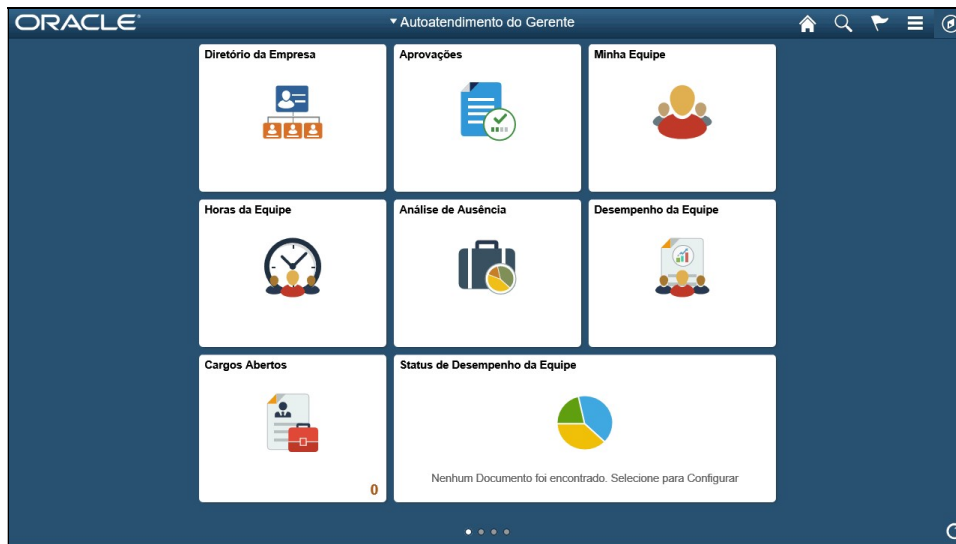 ORACLE
Autoatendimento do Gerente
Diretório da Empresa
Aprovações
Minha Equipe
Horas da Equipe
Análise de Ausência
Desempenho da Equipe
Cargos Abertos
Status de Desempenho da Equipe
0
Nenhum Documento foi encontrado. Selecione para Configurar